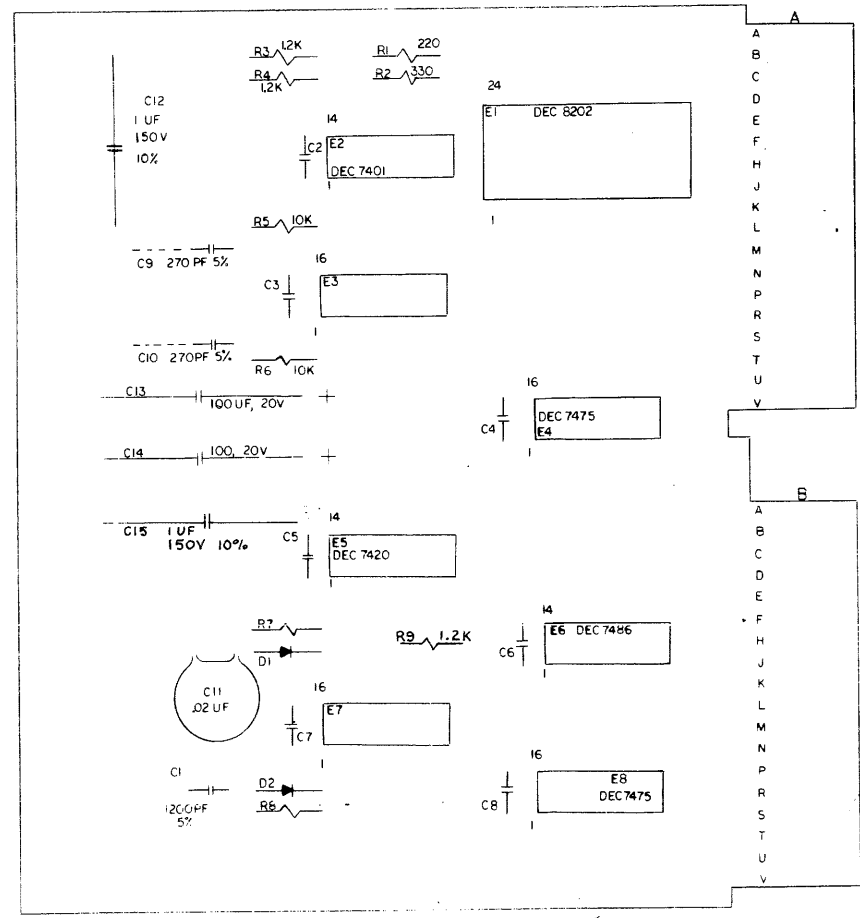 A
A
B
C
D
E
F
H
J
K
L
M
N
P
R
S
T
U
V
R3 1.2K
R4
1.2K
R1 220
R2 330
C12
1 UF
150V
10%
14
C2
E2
DEC 7401
1
24
E1 DEC 8202
1
R5 10K
C9 270 PF 5%
16
C3
E3
1
C10 270PF 5%
R6 10K
C13
100 UF, 20V
+
16
C4
DEC 7475
E4
1
C14
100, 20V
+
B
A
B
C
D
E
F
H
J
K
L
M
N
P
R
S
T
U
V
C15 1 UF
150V 10%
14
C5
E5
DEC 7420
1
R7
D1
R9 1.2K
14
C6
E6 DEC 7486
1
C11
.02 UF
16
C7
E7
1
C1
1200PF
5%
D2
R8
16
C8
E8
DEC7475
1